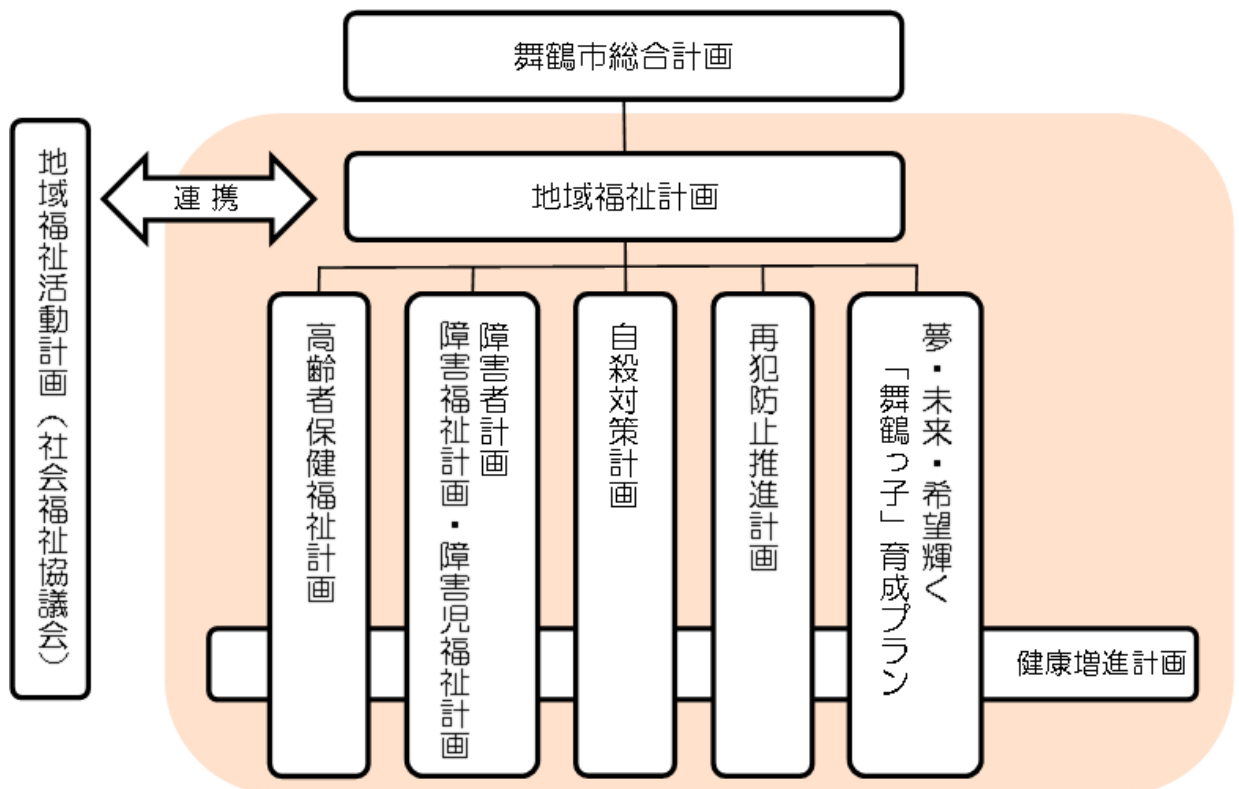 舞鶴市総合計画
地域福祉活動計画（社会福祉協議会）
連携
地域福祉計画
高齢者保健福祉計画
障害者計画
障害福祉計画・障害児福祉計画
自殺対策計画
再犯防止推進計画
夢・未来・希望輝く
「舞鶴っ子」育成プラン
健康増進計画